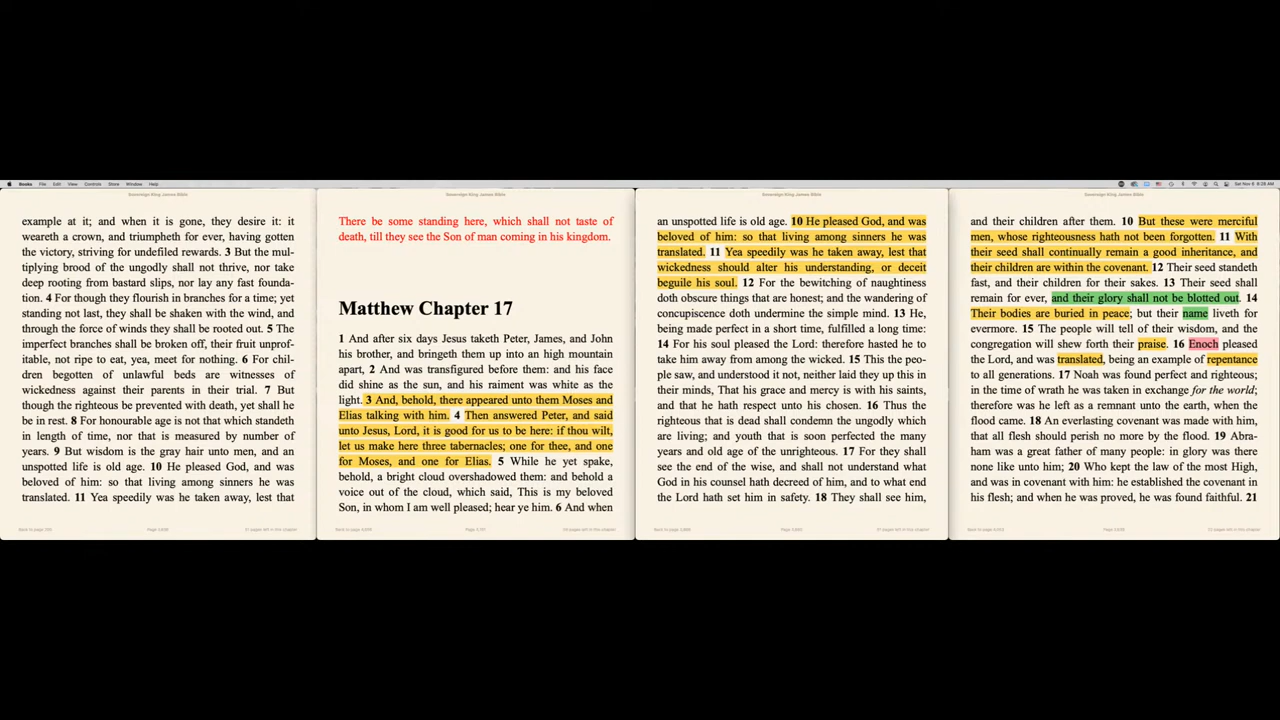 Books File Edit View Controls Store Window Help
Sat Nov 6 8:28 AM
Sovereign King James Bible
example at it; and when it is gone, they desire it: it
weareth a crown, and triumpheth for ever, having gotten
the victory, striving for undefiled rewards. 3 But the mul-
tiplying brood of the ungodly shall not thrive, nor take
deep rooting from bastard slips, nor lay any fast founda-
tion. 4 For though they flourish in branches for a time; yet
standing not last, they shall be shaken with the wind, and
through the force of winds they shall be rooted out. 5 The
imperfect branches shall be broken off, their fruit unprof-
itable, not ripe to eat, yea, meet for nothing. 6 For chil-
dren begotten of unlawful beds are witnesses of
wickedness against their parents in their trial. 7 But
though the righteous be prevented with death, yet shall he
be in rest. 8 For honourable age is not that which standeth
in length of time, nor that is measured by number of
years. 9 But wisdom is the gray hair unto men, and an
unspotted life is old age. 10 He pleased God, and was
beloved of him: so that living among sinners he was
translated. 11 Yea speedily was he taken away, lest that
Sovereign King James Bible
There be some standing here, which shall not taste of
death, till they see the Son of man coming in his kingdom.
Matthew Chapter 17
1 And after six days Jesus taketh Peter, James, and John
his brother, and bringeth them up into an high mountain
apart, 2 And was transfigured before them: and his face
did shine as the sun, and his raiment was white as the
light. 3 And, behold, there appeared unto them Moses and
Elias talking with him. 4 Then answered Peter, and said
unto Jesus, Lord, it is good for us to be here: if thou wilt,
let us make here three tabernacles; one for thee, and one
for Moses, and one for Elias. 5 While he yet spake,
behold, a bright cloud overshadowed them: and behold a
voice out of the cloud, which said, This is my beloved
Son, in whom I am well pleased; hear ye him. 6 And when
Sovereign King James Bible
an unspotted life is old age. 10 He pleased God, and was
beloved of him: so that living among sinners he was
translated. 11 Yea speedily was he taken away, lest that
wickedness should alter his understanding, or deceit
beguile his soul. 12 For the bewitching of naughtiness
doth obscure things that are honest; and the wandering of
concupiscence doth undermine the simple mind. 13 He,
being made perfect in a short time, fulfilled a long time:
14 For his soul pleased the Lord: therefore hasted he to
take him away from among the wicked. 15 This the peo-
ple saw, and understood it not, neither laid they up this in
their minds, That his grace and mercy is with his saints,
and that he hath respect unto his chosen. 16 Thus the
righteous that is dead shall condemn the ungodly which
are living; and youth that is soon perfected the many
years and old age of the unrighteous. 17 For they shall
see the end of the wise, and shall not understand what
God in his counsel hath decreed of him, and to what end
the Lord hath set him in safety. 18 They shall see him,
Sovereign King James Bible
and their children after them. 10 But these were merciful
men, whose righteousness hath not been forgotten. 11 With
their seed shall continually remain a good inheritance, and
their children are within the covenant. 12 Their seed standeth
fast, and their children for their sakes. 13 Their seed shall
remain for ever, and their glory shall not be blotted out. 14
Their bodies are buried in peace; but their name liveth for
evermore. 15 The people will tell of their wisdom, and the
congregation will shew forth their praise. 16 Enoch pleased
the Lord, and was translated, being an example of repentance
to all generations. 17 Noah was found perfect and righteous;
in the time of wrath he was taken in exchange for the world;
therefore was he left as a remnant unto the earth, when the
flood came. 18 An everlasting covenant was made with him,
that all flesh should perish no more by the flood. 19 Abra-
ham was a great father of many people: in glory was there
none like unto him; 20 Who kept the law of the most High,
and was in covenant with him: he established the covenant in
his flesh; and when he was proved, he was found faithful. 21